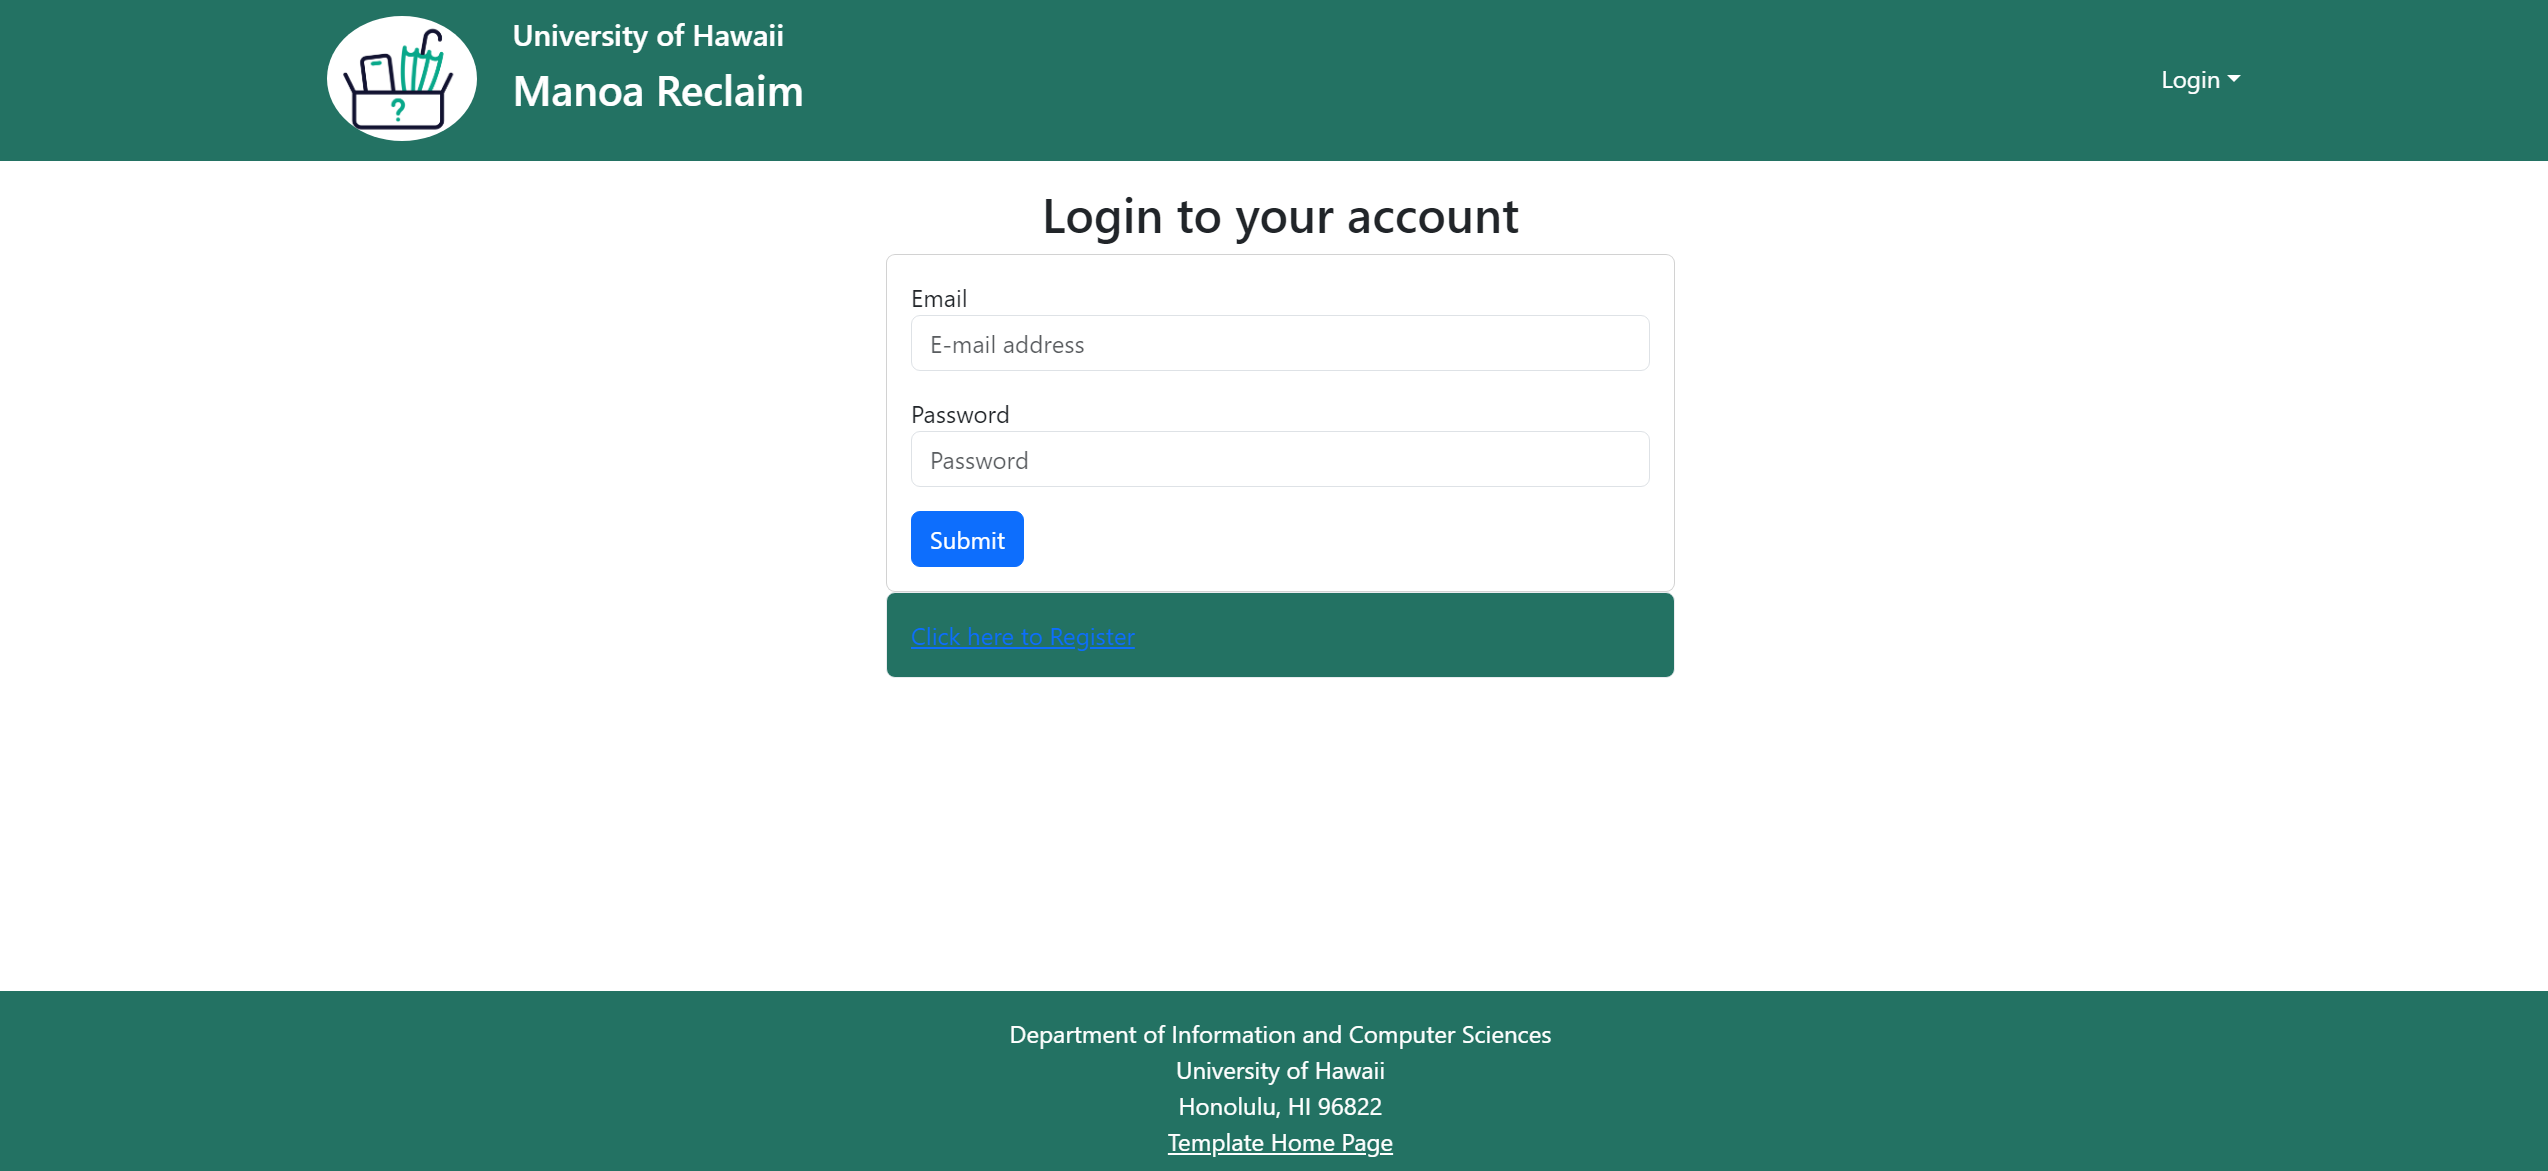 University of Hawaii
Manoa Reclaim
Login
Login to your account
Email
E-mail address
Password
Password
Submit
Click here to Register
Department of Information and Computer Sciences
University of Hawaii
Honolulu, HI 96822
Template Home Page